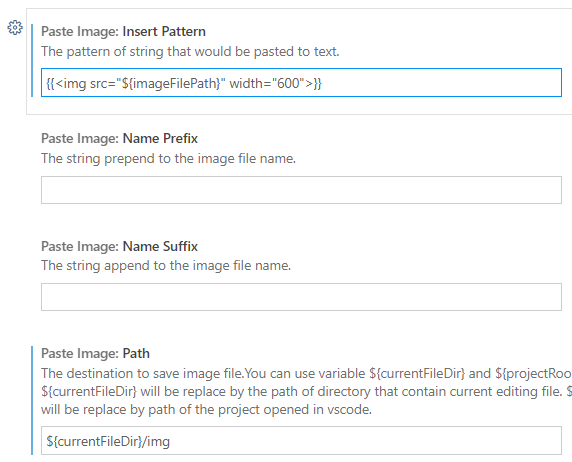 Paste Image: Insert Pattern
The pattern of string that would be pasted to text.
{{<img src="${imageFilePath}" width="600">}}
Paste Image: Name Prefix
The string prepend to the image file name.
Paste Image: Name Suffix
The string append to the image file name.
Paste Image: Path
The destination to save image file.You can use variable ${currentFileDir} and ${projectRoo
${currentFileDir} will be replace by the path of directory that contain current editing file. $
will be replace by path of the project opened in vscode.
${currentFileDir}/img